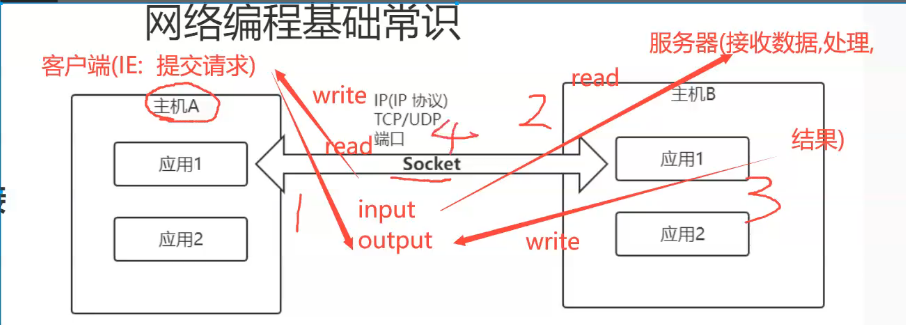 网络编程基础常识
客户端(IE: 提交请求)
服务器(接收数据,处理,
结果)
主机A
应用1
应用2
write
IP(IP 协议)
TCP/UDP
端口
read
4
Socket
1
input
output
2
read
主机B
应用1
应用2
3
write